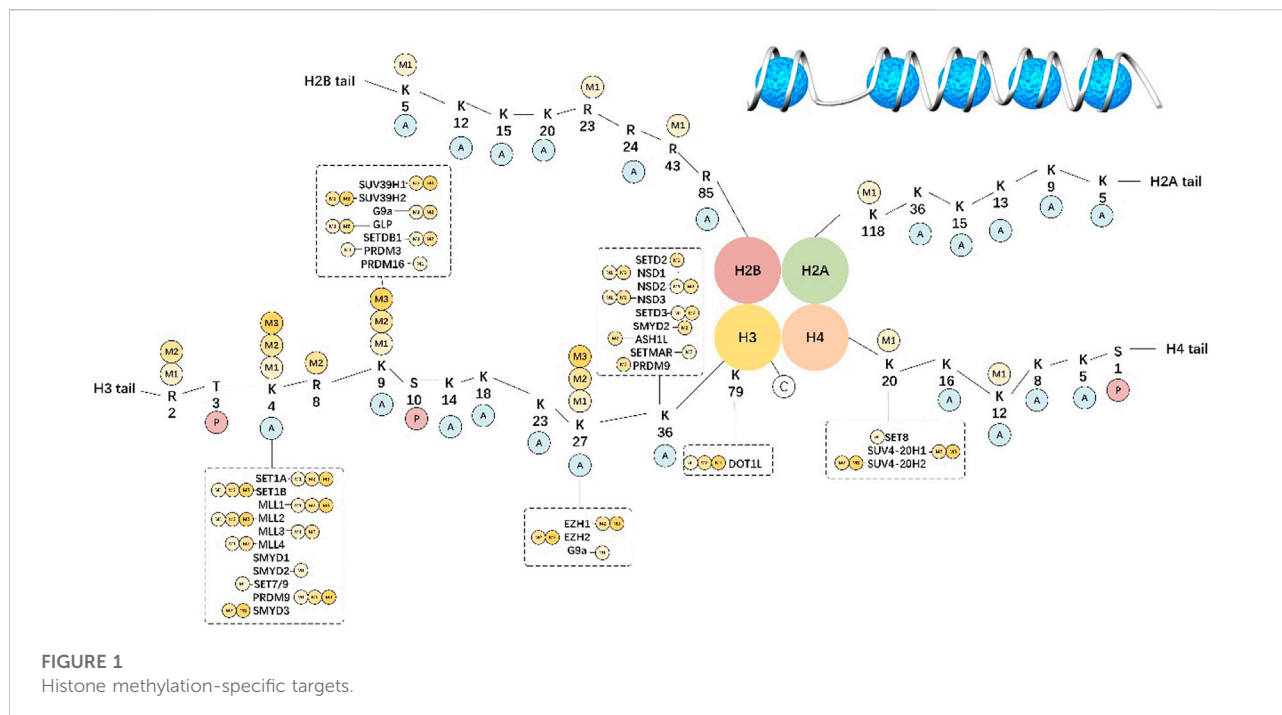 H2B tail
M1
K
5
A
K
12
A
K
15
A
K
20
A
M1
R
23
R
24
A
M1
R
43
R
85
A
H2B
H2A
H3
H4
M1
K
118
K
36
A
K
15
A
K
13
A
K
9
A
K
5
A
H2A tail
SUV39H1
SUV39H2
G9a
GLP
SETDB1
PRDM3
PRDM16
SETD2
NSD1
NSD2
NSD3
SETD3
SMYD2
ASH1L
SETMAR
PRDM9
H3 tail
M2
M1
R
2
T
3
P
M3
M2
M1
K
4
A
M2
R
8
M3
M2
M1
K
9
A
S
10
P
K
14
A
K
18
A
K
23
A
M3
M2
M1
K
27
A
K
36
A
K
79
C
M1
K
20
K
16
A
M1
K
12
A
K
8
A
K
5
A
S
1
P
H4 tail
SET1A
SET1B
MLL1
MLL2
MLL3
MLL4
SMYD1
SMYD2
SET7/9
PRDM9
SMYD3
EZH1
EZH2
G9a
DOT1L
SET8
SUV4-20H1
SUV4-20H2
FIGURE 1
Histone methylation-specific targets.